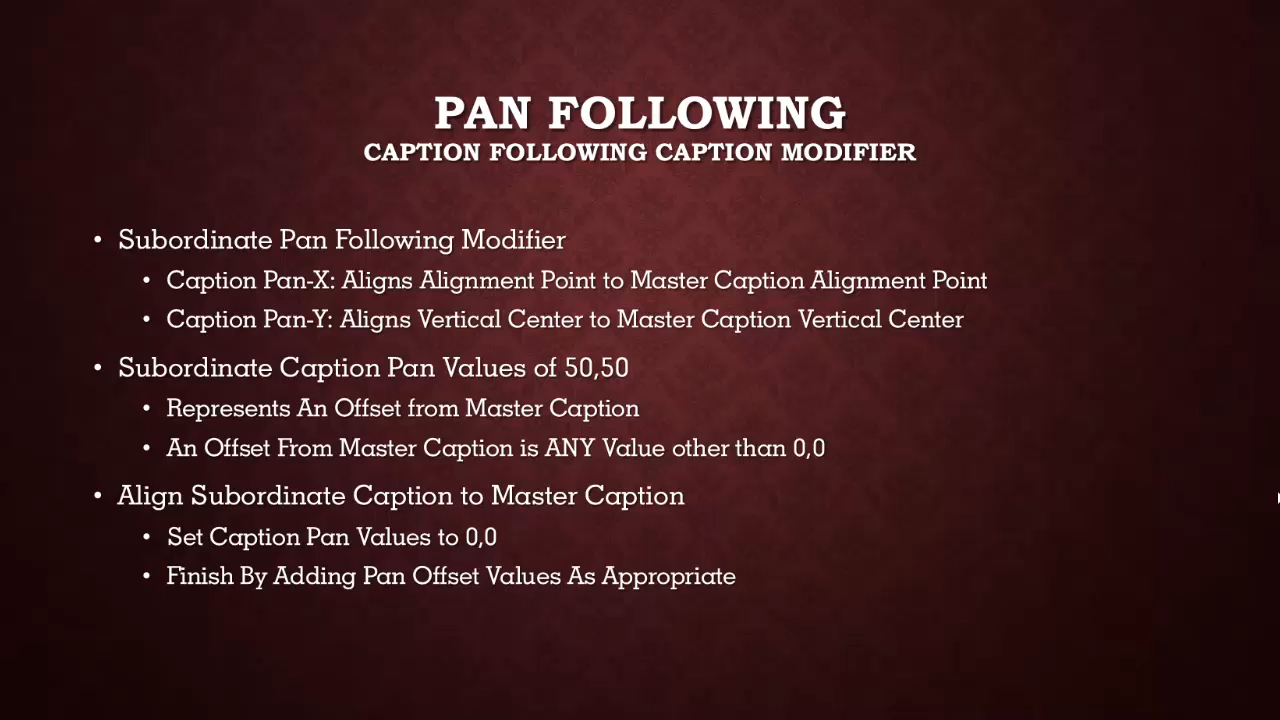 PAN FOLLOWING
CAPTION FOLLOWING CAPTION MODIFIER
• Subordinate Pan Following Modifier
• Caption Pan-X: Aligns Alignment Point to Master Caption Alignment Point
• Caption Pan-Y: Aligns Vertical Center to Master Caption Vertical Center
• Subordinate Caption Pan Values of 50,50
• Represents An Offset from Master Caption
• An Offset From Master Caption is ANY Value other than 0,0
• Align Subordinate Caption to Master Caption
• Set Caption Pan Values to 0,0
• Finish By Adding Pan Offset Values As Appropriate